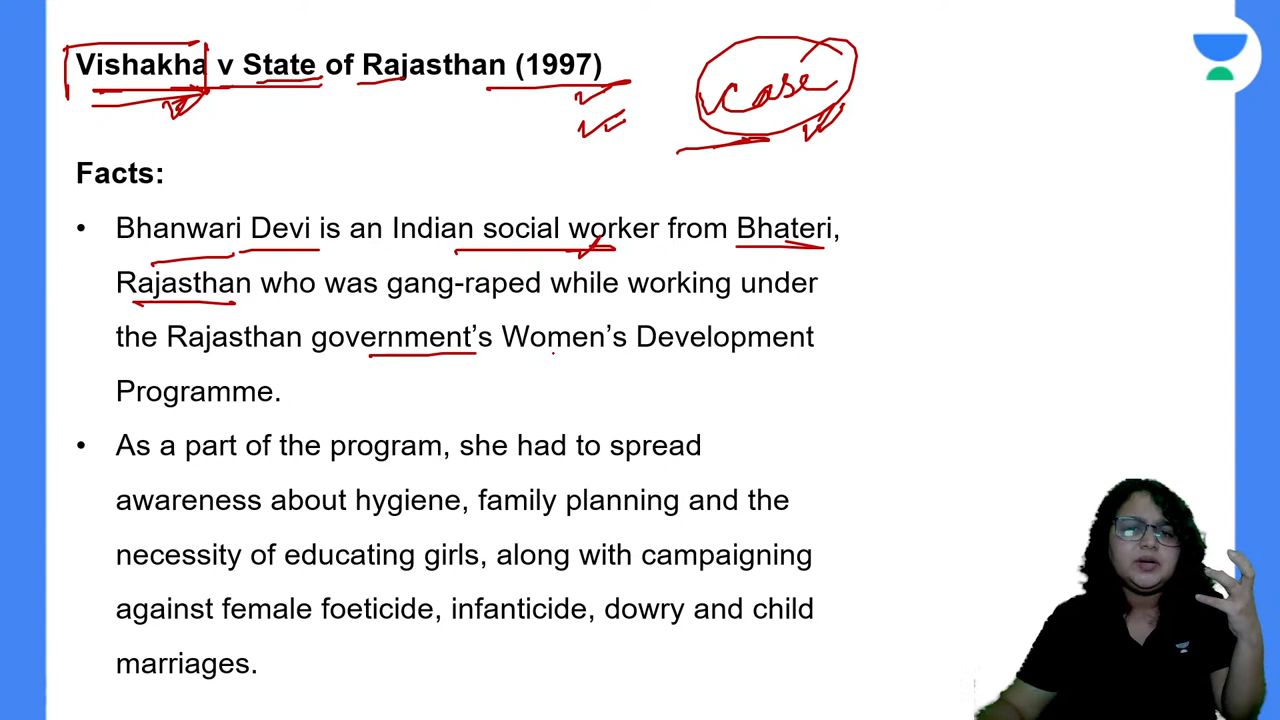 Vishakha v State of Rajasthan (1997)
case
Facts:
• Bhanwari Devi is an Indian social worker from Bhateri,
Rajasthan who was gang-raped while working under
the Rajasthan government’s Women’s Development
Programme.
• As a part of the program, she had to spread
awareness about hygiene, family planning and the
necessity of educating girls, along with campaigning
against female foeticide, infanticide, dowry and child
marriages.